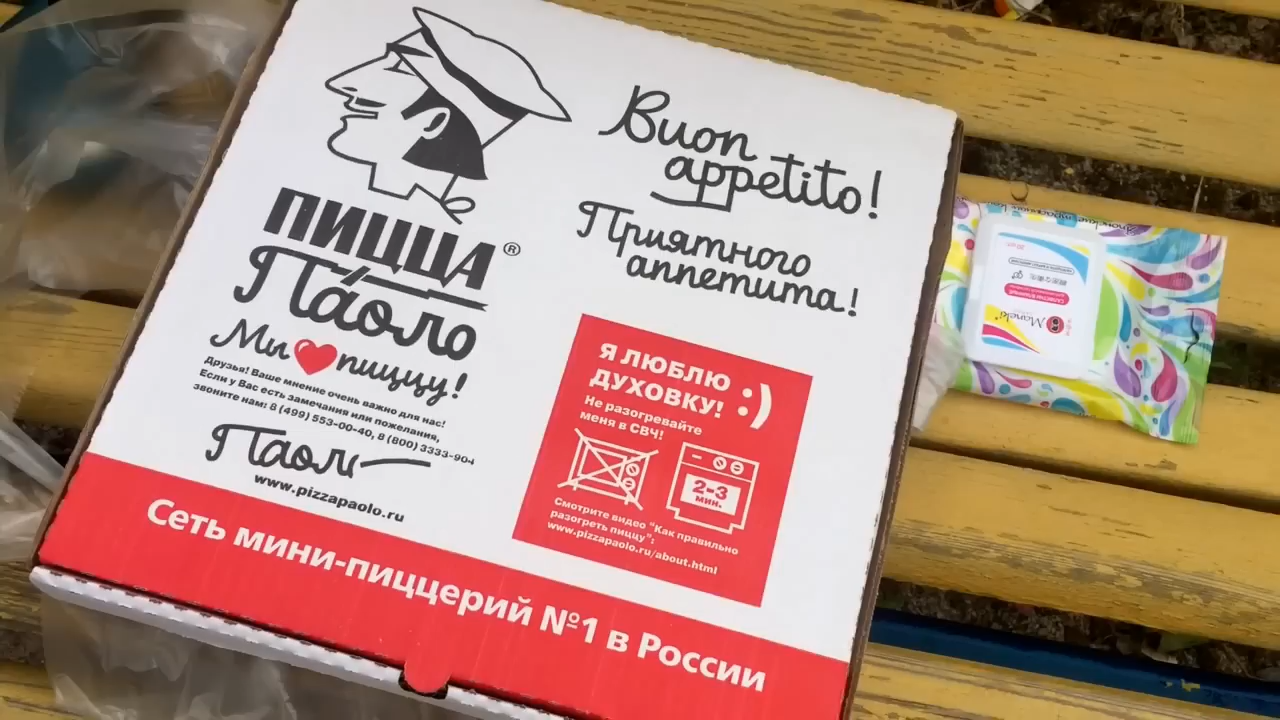 Buon
appetito!
Приятного
аппетита!
ПИЦЦА®
Паоло
Мы❤пиццу!
Друзья! Ваше мнение очень важно для нас!
Если у Вас есть замечания или пожелания,
звоните нам: 8 (499) 553-00-40, 8 (800) 3333-904
Паоло
www.pizzapaolo.ru
Я ЛЮБЛЮ
ДУХОВКУ! :)
Не разогревайте
меня в СВЧ!
2-3
мин.
Смотрите видео "Как правильно
разогреть пиццу":
www.pizzapaolo.ru/about.html
Сеть мини-пиццерий №1 в России
Maneki